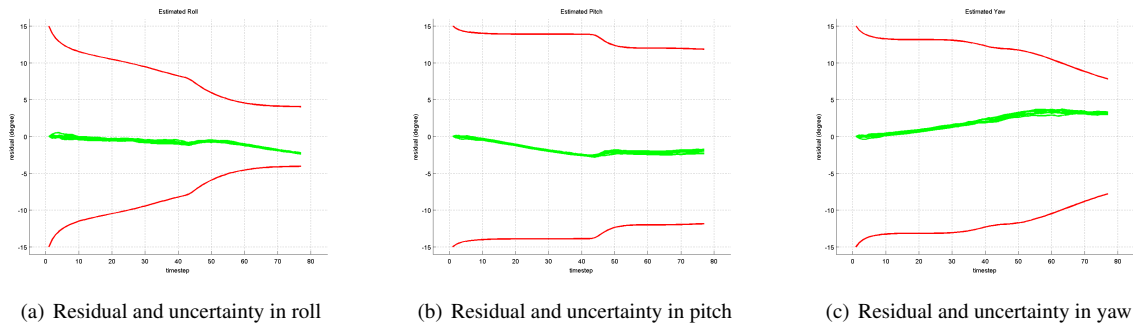 Estimated Roll
15
10
5
0
-5
-10
-15
residual (degree)
0 10 20 30 40 50 60 70 80
timestep
(a) Residual and uncertainty in roll
Estimated Pitch
15
10
5
0
-5
-10
-15
residual (degree)
0 10 20 30 40 50 60 70 80
timestep
(b) Residual and uncertainty in pitch
Estimated Yaw
15
10
5
0
-5
-10
-15
residual (degree)
0 10 20 30 40 50 60 70 80
timestep
(c) Residual and uncertainty in yaw